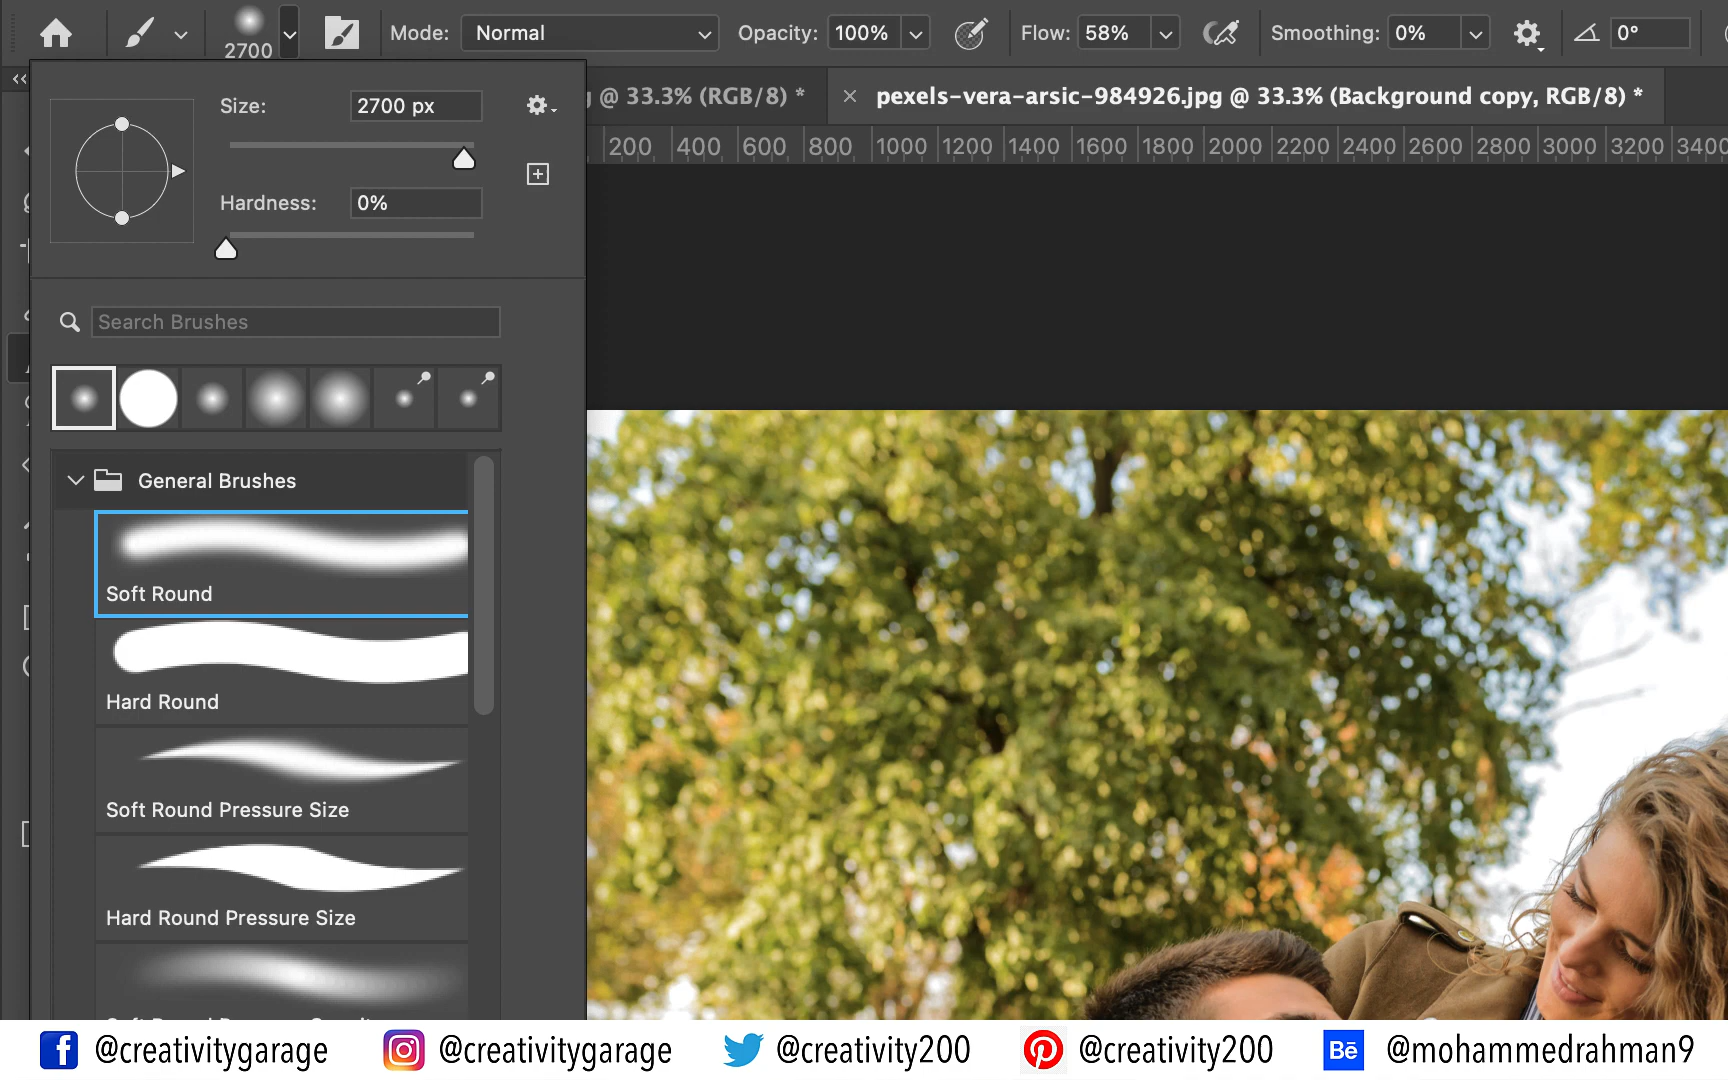 2700
Mode: Normal
Opacity: 100%
Flow: 58%
Smoothing: 0%
0°
@ 33.3% (RGB/8) *
× pexels-vera-arsic-984926.jpg @ 33.3% (Background copy, RGB/8) *
200 400 600 800 1000 1200 1400 1600 1800 2000 2200 2400 2600 2800 3000 3200 3400
Size: 2700 px
Hardness: 0%
Search Brushes
General Brushes
Soft Round
Hard Round
Soft Round Pressure Size
Hard Round Pressure Size
@creativitygarage @creativitygarage @creativity200 @creativity200 Bē @mohammedrahman9